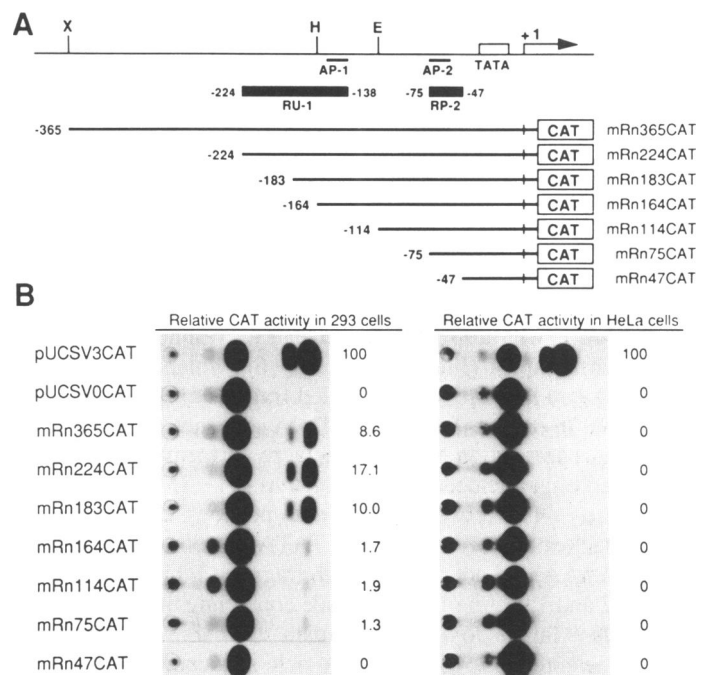 A
X H E +1
AP-1 AP-2 TATA
-224 -138 -75 -47
RU-1 RP-2
-365 CAT mRn365CAT
-224 CAT mRn224CAT
-183 CAT mRn183CAT
-164 CAT mRn164CAT
-114 CAT mRn114CAT
-75 CAT mRn75CAT
-47 CAT mRn47CAT
B
Relative CAT activity in 293 cells Relative CAT activity in HeLa cells
pUCSV3CAT 100 100
pUCSV0CAT 0 0
mRn365CAT 8.6 0
mRn224CAT 17.1 0
mRn183CAT 10.0 0
mRn164CAT 1.7 0
mRn114CAT 1.9 0
mRn75CAT 1.3 0
mRn47CAT 0 0